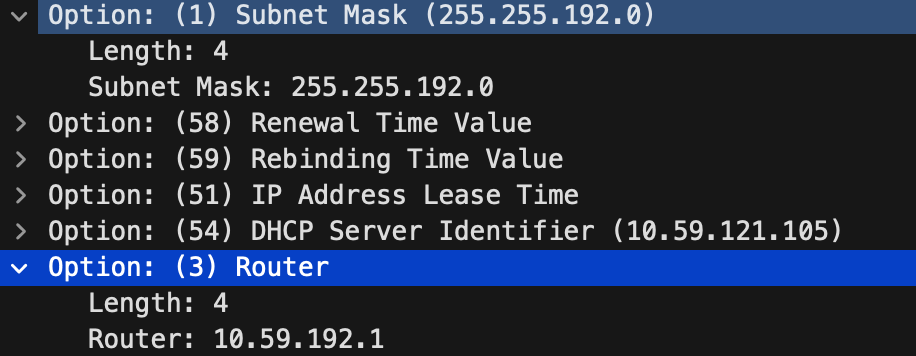 Option: (1) Subnet Mask (255.255.192.0)
Length: 4
Subnet Mask: 255.255.192.0
Option: (58) Renewal Time Value
Option: (59) Rebinding Time Value
Option: (51) IP Address Lease Time
Option: (54) DHCP Server Identifier (10.59.121.105)
Option: (3) Router
Length: 4
Router: 10.59.192.1